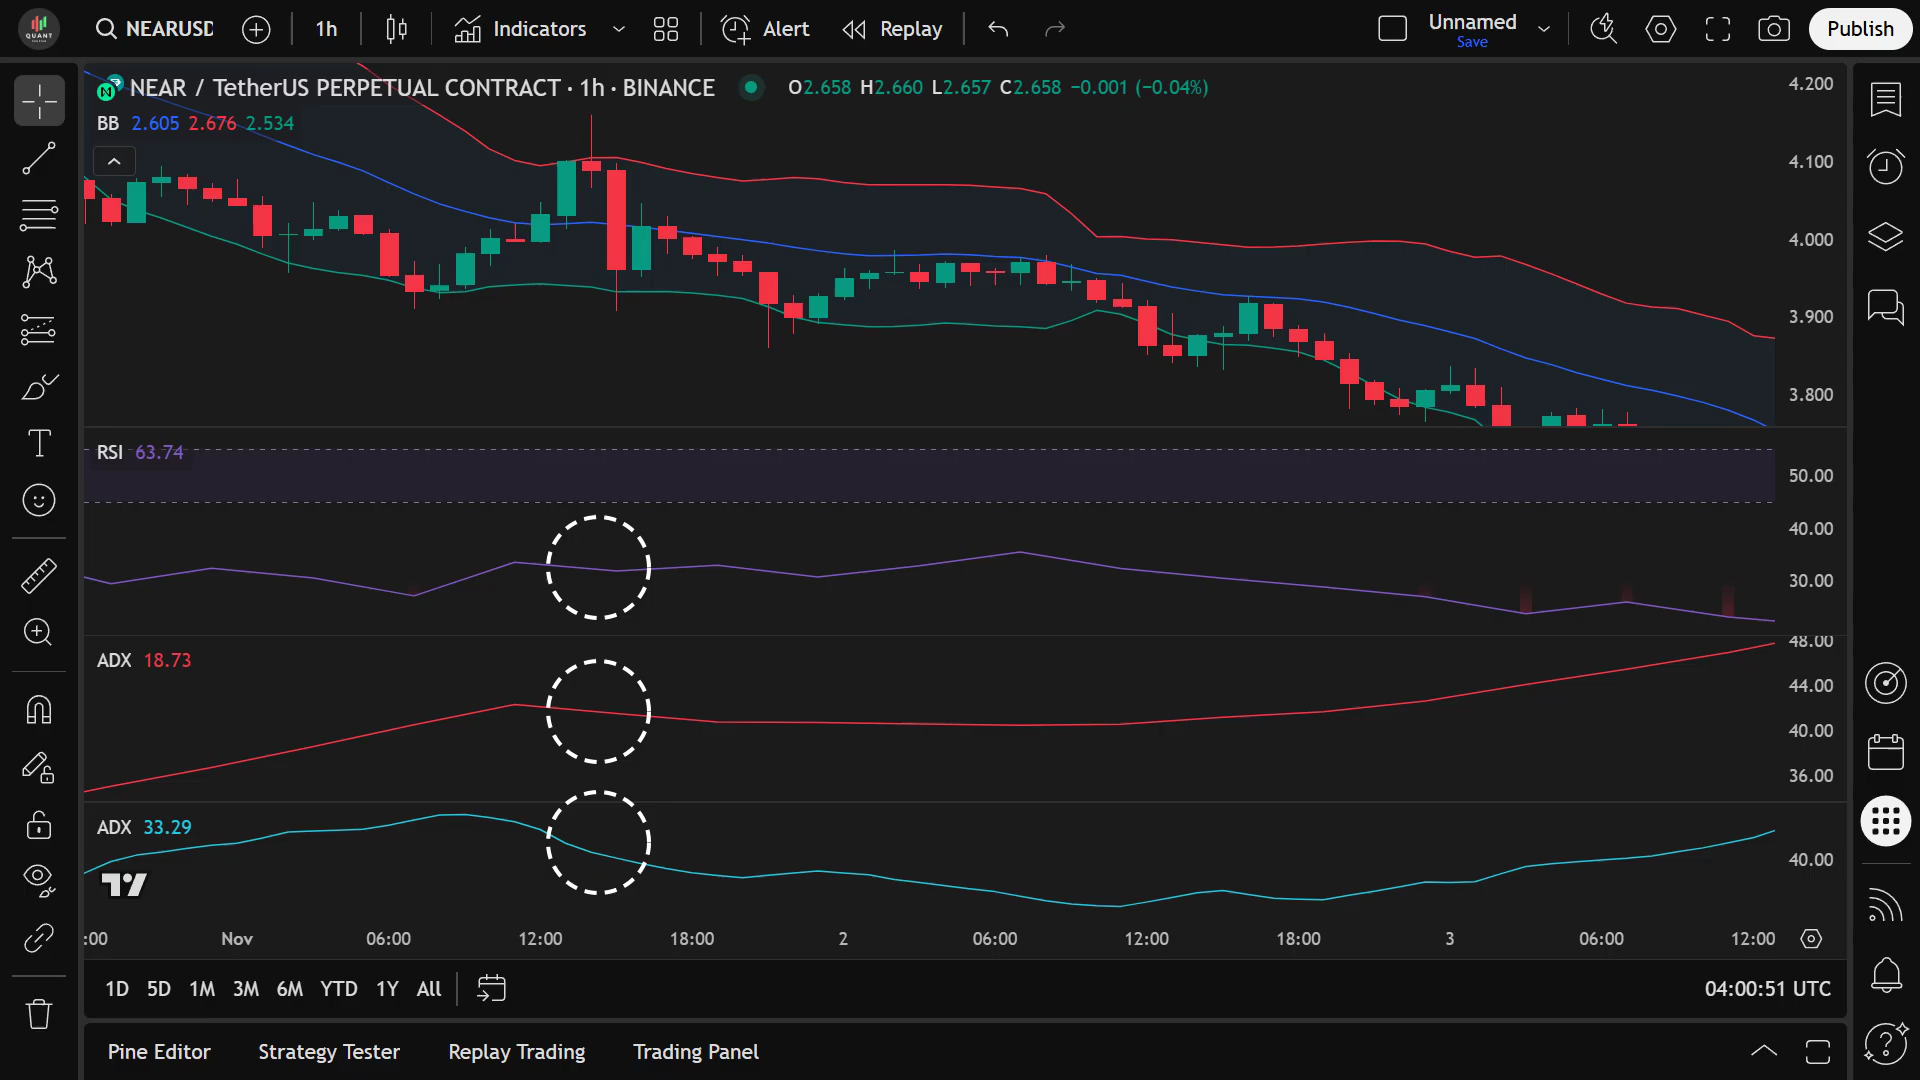 QUANT
NEARUSD
1h
Indicators
Alert
Replay
Unnamed
Save
Publish
NEAR / TetherUS PERPETUAL CONTRACT · 1h · BINANCE
O2.658 H2.660 L2.657 C2.658 −0.001 (−0.04%)
BB 2.605 2.676 2.534
4.200
4.100
4.000
3.900
3.800
RSI 63.74
50.00
40.00
30.00
ADX 18.73
48.00
44.00
40.00
36.00
ADX 33.29
40.00
:00 Nov 06:00 12:00 18:00 2 06:00 12:00 18:00 3 06:00 12:00
1D 5D 1M 3M 6M YTD 1Y All
04:00:51 UTC
Pine Editor Strategy Tester Replay Trading Trading Panel